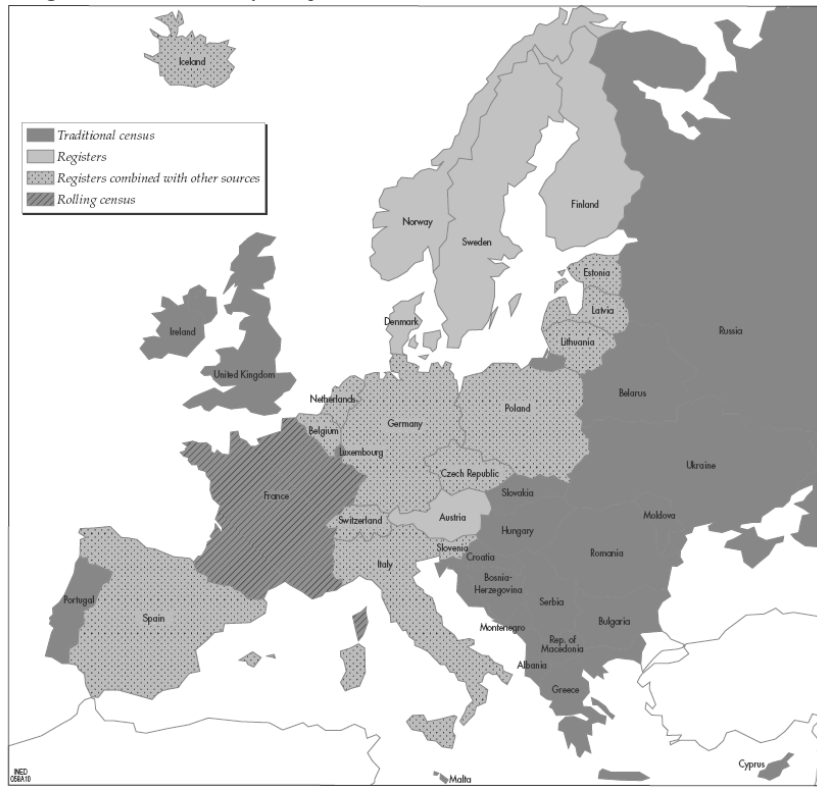 Iceland
Traditional census
Registers
Registers combined with other sources
Rolling census
Finland
Norway
Sweden
Estonia
Denmark
Latvia
Russia
Ireland
Lithuania
United Kingdom
Belarus
Netherlands
Poland
Germany
Belgium
Luxembourg
Ukraine
Czech Republic
France
Slovakia
Moldova
Switzerland
Austria
Hungary
Slovenia
Croatia
Romania
Italy
Bosnia-
Herzegovina
Portugal
Serbia
Spain
Bulgaria
Montenegro
Rep. of
Macedonia
Albania
Greece
Cyprus
INED
Malta